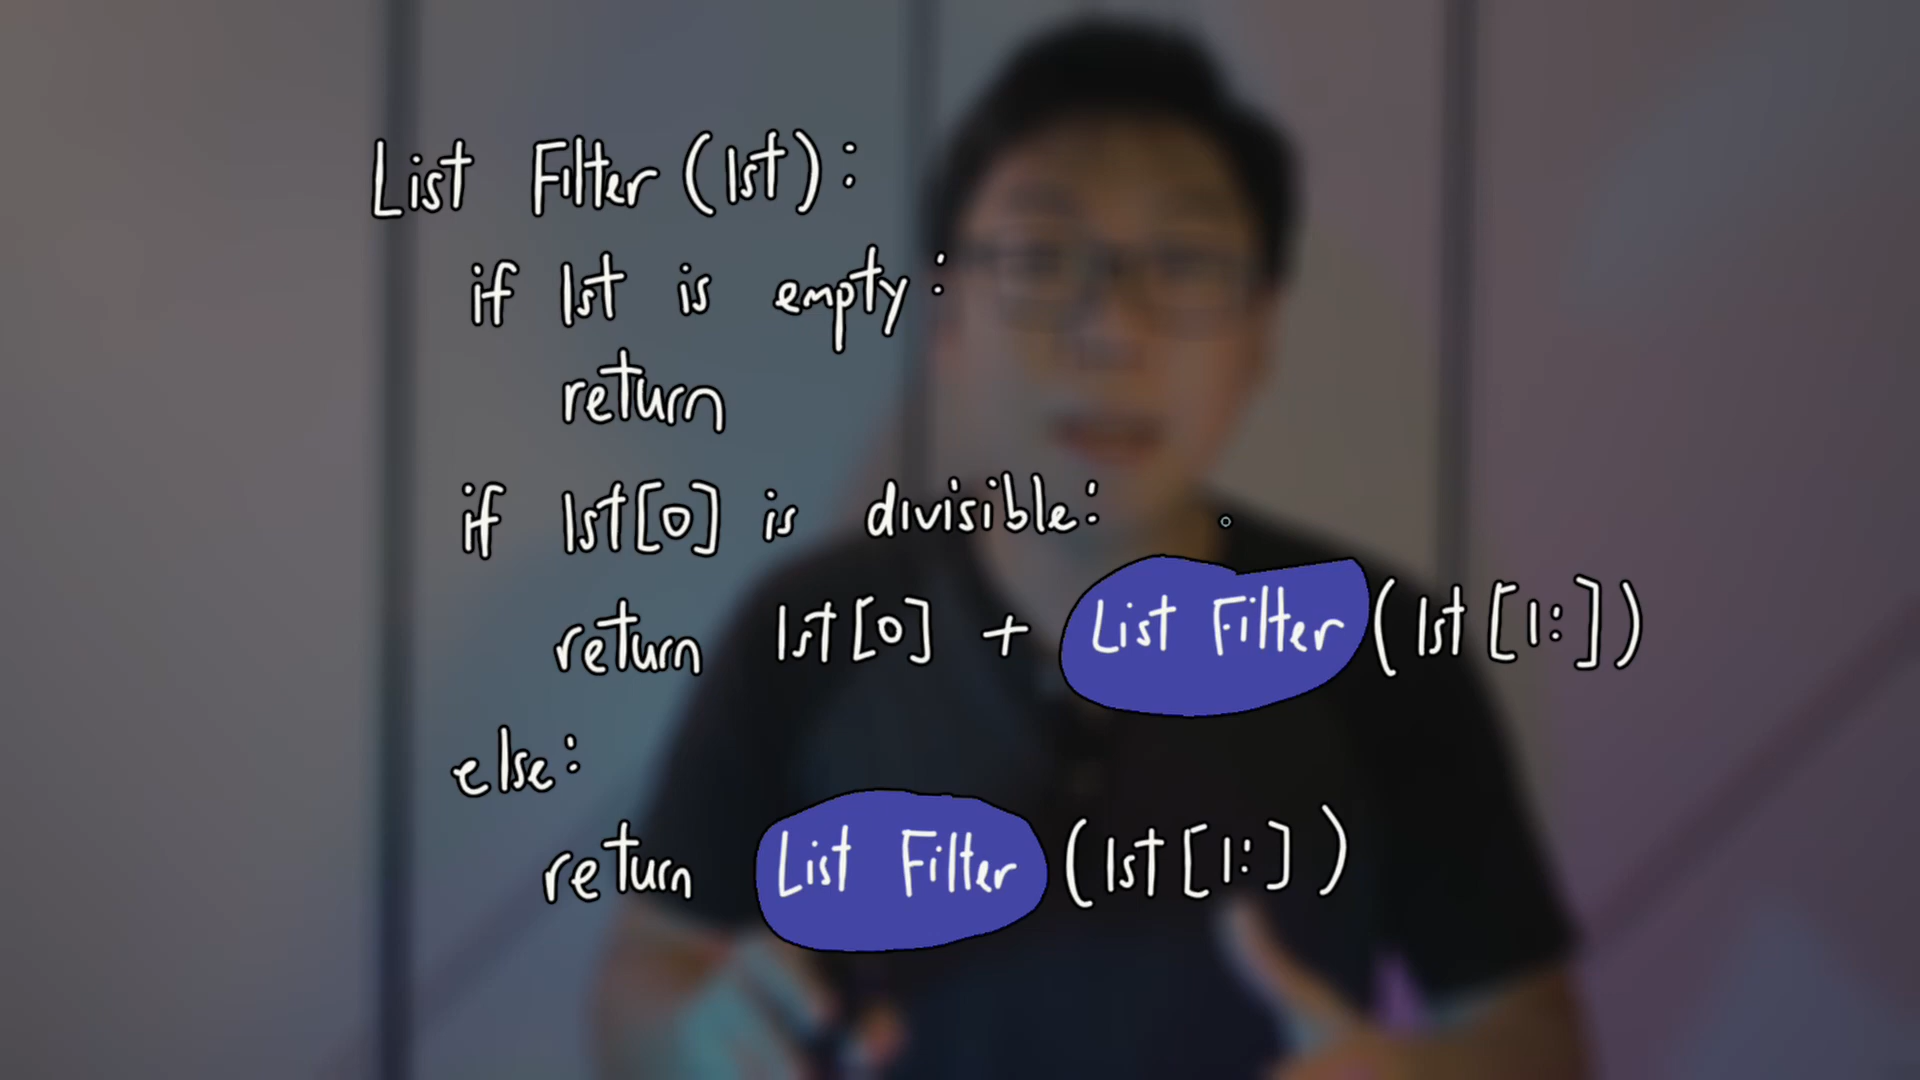 List Filter (lst):
if lst is empty:
return
if lst[0] is divisible:
return lst[0] + List Filter (lst[1:])
else:
return List Filter (lst[1:])